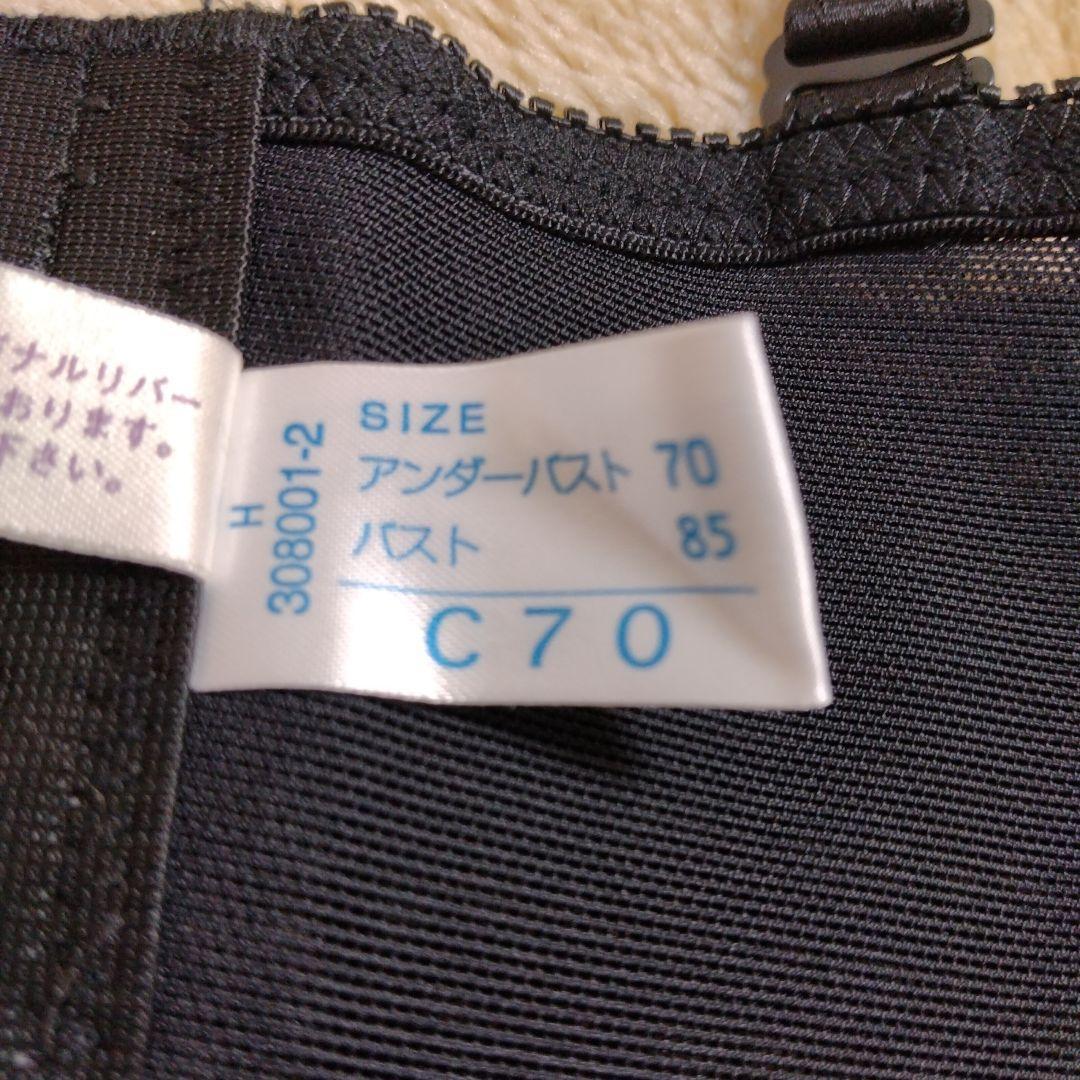 ナルリバー
おります。
下さい。
H
308001-2
SIZE
アンダーバスト 70
バスト 85
C70